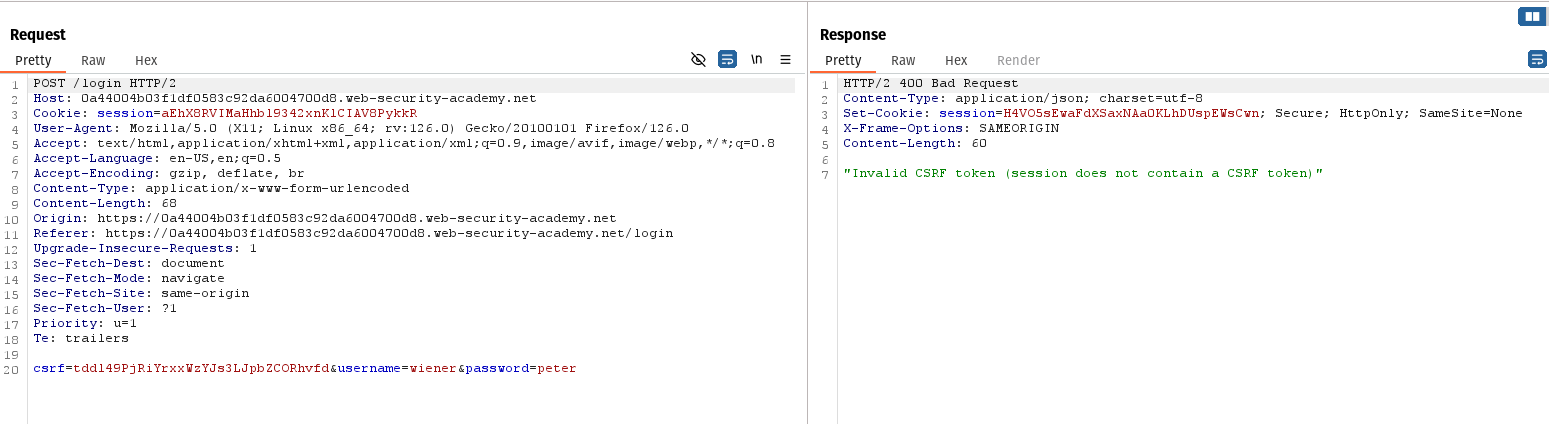 Request
Pretty Raw Hex
\n
1 POST /login HTTP/2
2 Host: 0a44004b03f1df0583c92da6004700d8.web-security-academy.net
3 Cookie: session=aEhX8RVIMaHhbl9342xnKlCIAV8PykkR
4 User-Agent: Mozilla/5.0 (X11; Linux x86_64; rv:126.0) Gecko/20100101 Firefox/126.0
5 Accept: text/html,application/xhtml+xml,application/xml;q=0.9,image/avif,image/webp,*/*;q=0.8
6 Accept-Language: en-US,en;q=0.5
7 Accept-Encoding: gzip, deflate, br
8 Content-Type: application/x-www-form-urlencoded
9 Content-Length: 68
10 Origin: https://0a44004b03f1df0583c92da6004700d8.web-security-academy.net
11 Referer: https://0a44004b03f1df0583c92da6004700d8.web-security-academy.net/login
12 Upgrade-Insecure-Requests: 1
13 Sec-Fetch-Dest: document
14 Sec-Fetch-Mode: navigate
15 Sec-Fetch-Site: same-origin
16 Sec-Fetch-User: ?1
17 Priority: u=1
18 Te: trailers
19
20 csrf=tddl49PjRiYrxxWzYJs3LJpbZCORhvfd&username=wiener&password=peter
Response
Pretty Raw Hex Render
1 HTTP/2 400 Bad Request
2 Content-Type: application/json; charset=utf-8
3 Set-Cookie: session=H4VO5sEwaFdXSaxNAaOKLhDUspEWsCwn; Secure; HttpOnly; SameSite=None
4 X-Frame-Options: SAMEORIGIN
5 Content-Length: 60
6
7 "Invalid CSRF token (session does not contain a CSRF token)"